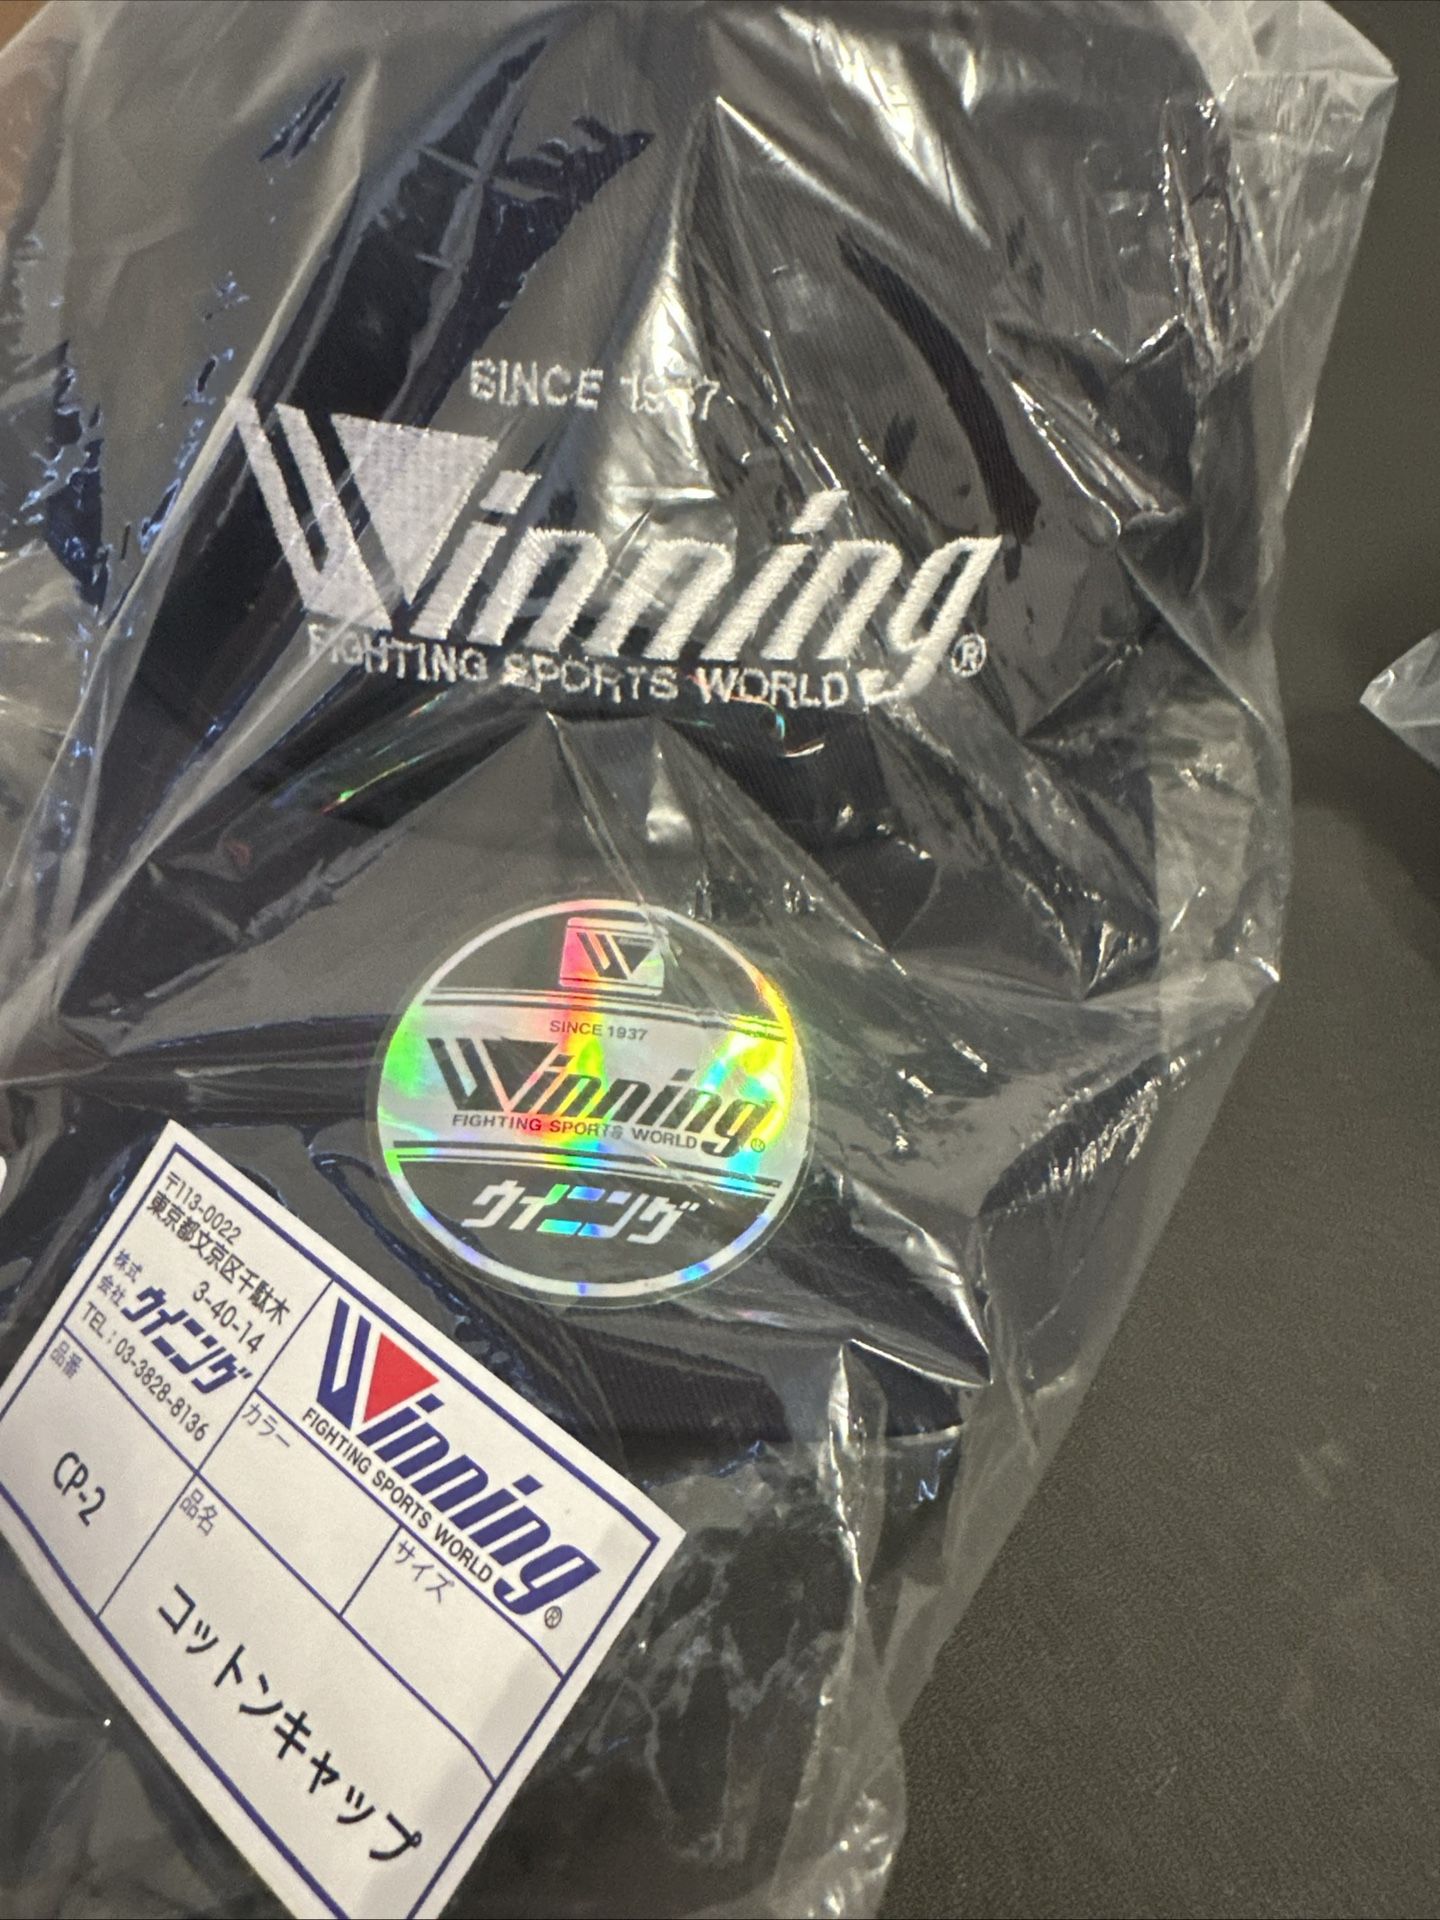 SINCE 1937
Winning®
FIGHTING SPORTS WORLD
W
SINCE 1937
Winning®
FIGHTING SPORTS WORLD
ウイニング
〒113-0022
東京都文京区千駄木
3-40-14
株式会社 ウイニング
TEL:03-3828-8136
Winning®
FIGHTING SPORTS WORLD
品番
CP-2
カラー
サイズ
品名
コットンキャップ